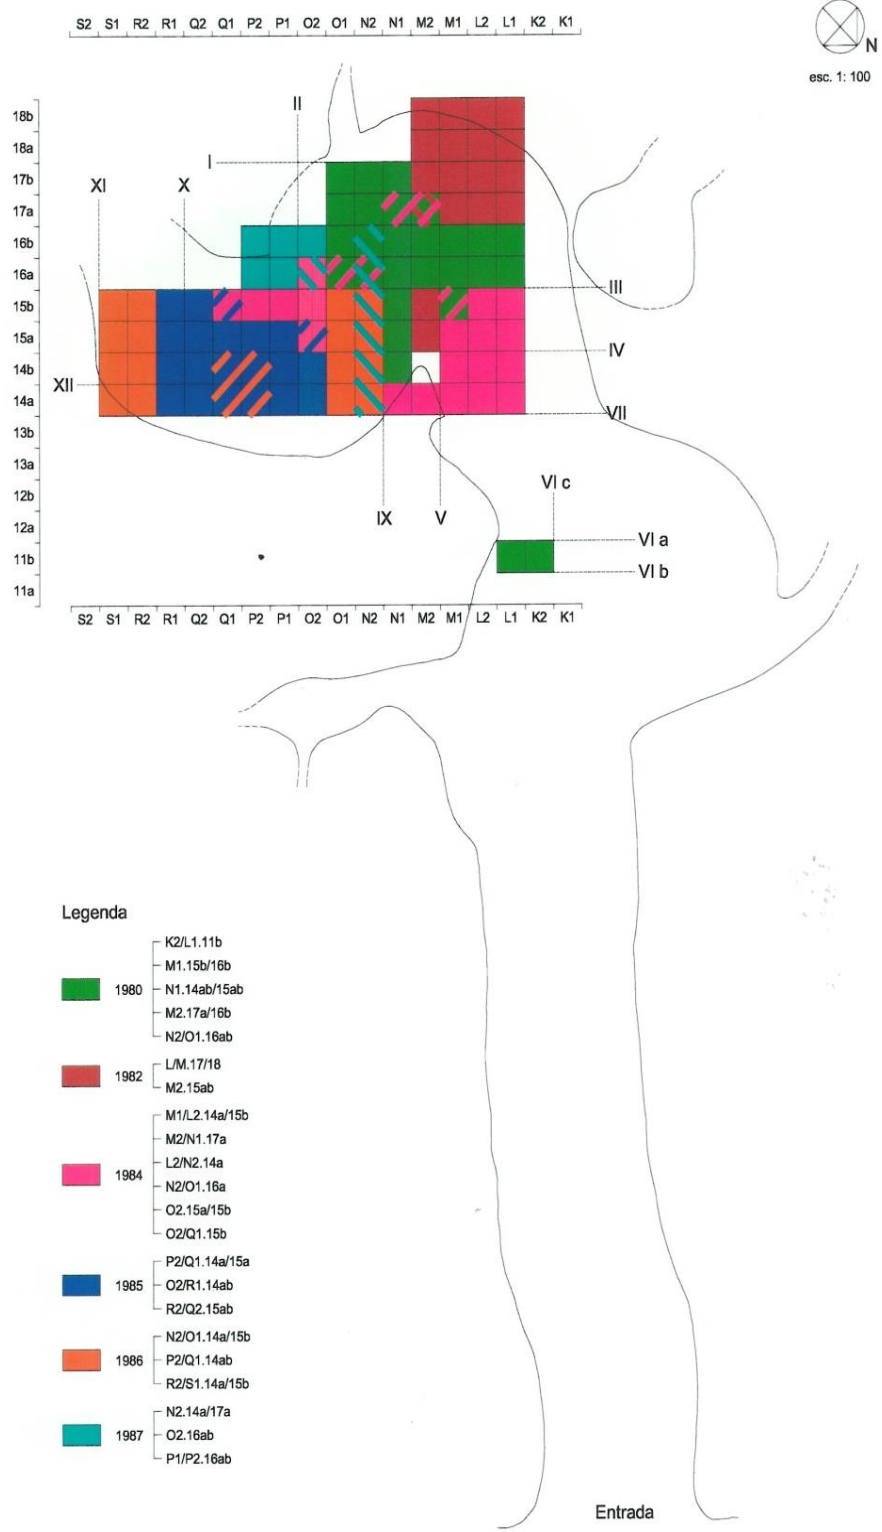 S2 S1 R2 R1 Q2 Q1 P2 P1 O2 O1 N2 N1 M2 M1 L2 L1 K2 K1
N
esc. 1: 100
18b
II
18a
I
17b
XI
X
17a
16b
16a
III
15b
15a
IV
14b
XII
14a
VII
13b
13a
VI c
12b
IX
V
12a
VI a
11b
VI b
11a
S2 S1 R2 R1 Q2 Q1 P2 P1 O2 O1 N2 N1 M2 M1 L2 L1 K2 K1
Legenda
K2/L1.11b
M1.15b/16b
1980 N1.14ab/15ab
M2.17a/16b
N2/O1.16ab
L/M.17/18
1982
M2.15ab
M1/L2.14a/15b
M2/N1.17a
L2/N2.14a
1984
N2/O1.16a
O2.15a/15b
O2/Q1.15b
P2/Q1.14a/15a
1985 O2/R1.14ab
R2/Q2.15ab
N2/O1.14a/15b
1986 P2/Q1.14ab
R2/S1.14a/15b
N2.14a/17a
1987 O2.16ab
P1/P2.16ab
Entrada